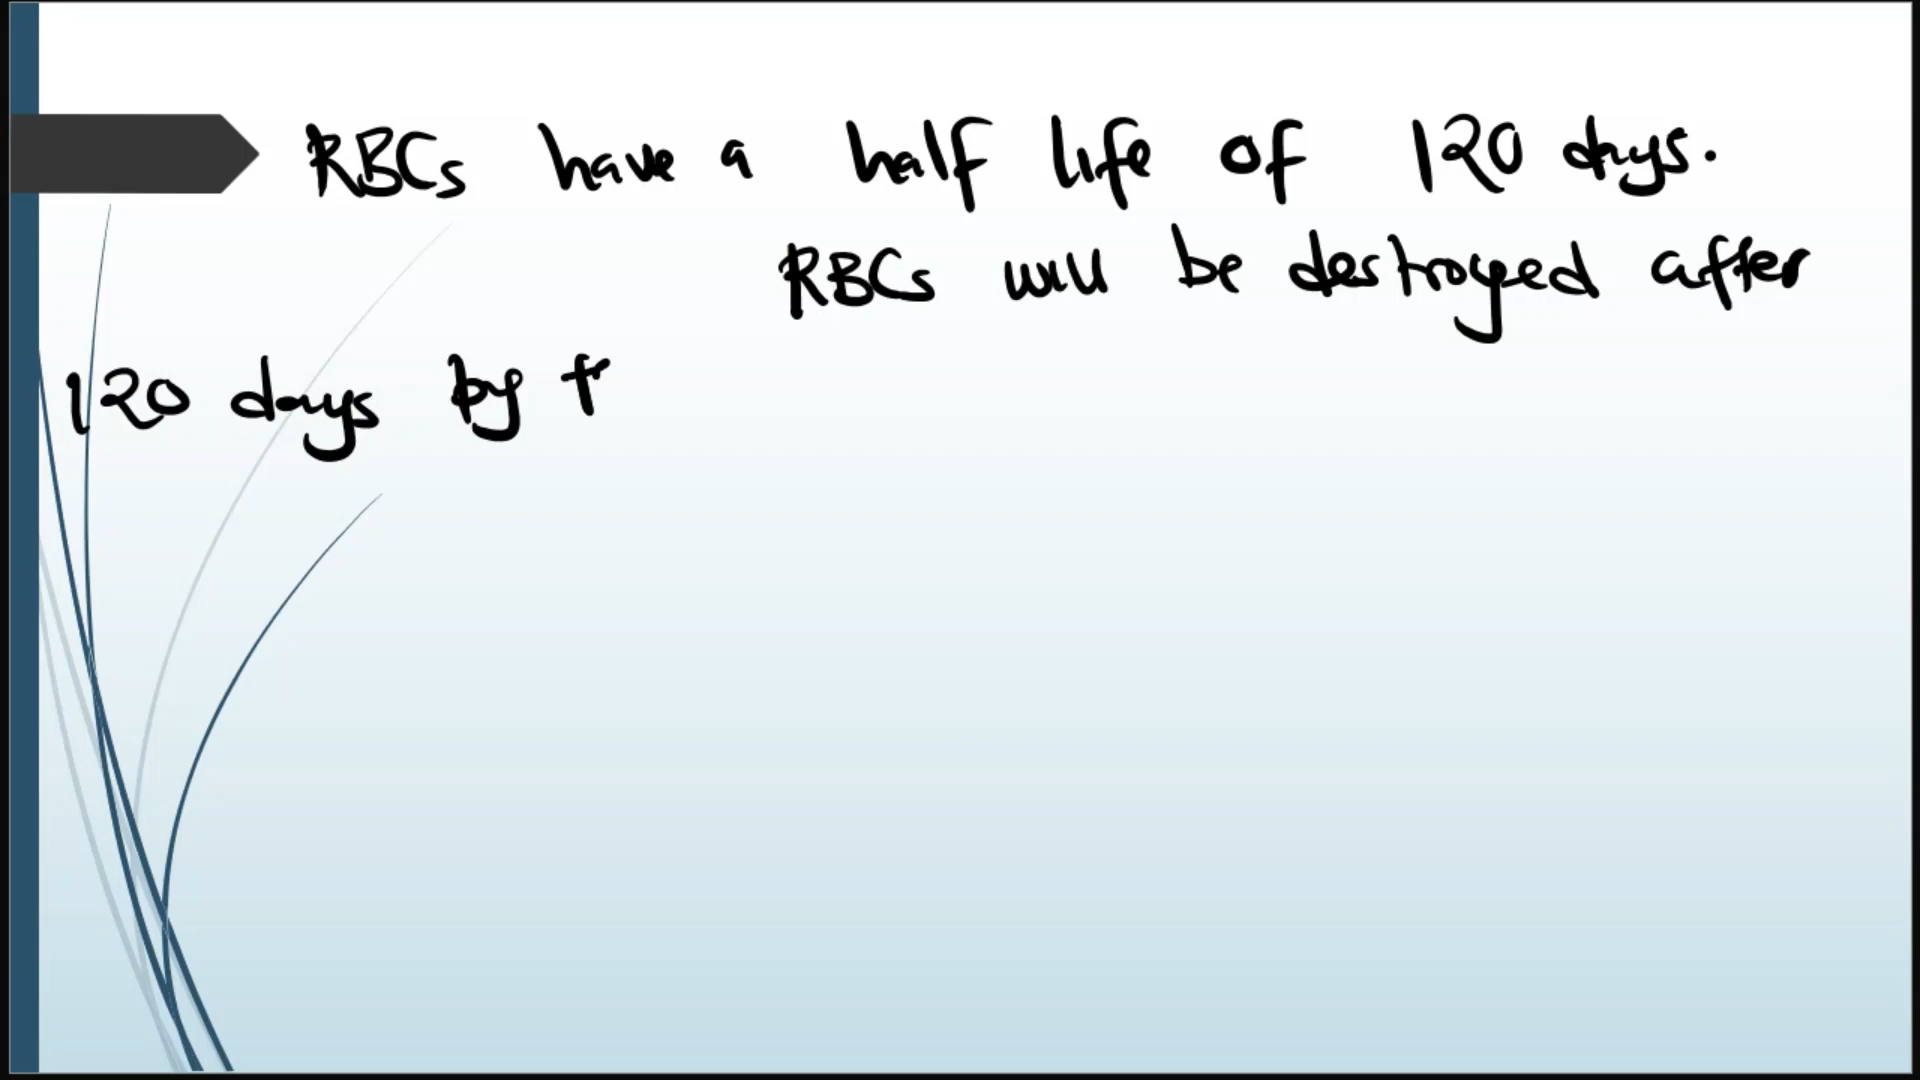 RBCs have a half life of 120 days.
RBCs will be destroyed after
120 days by